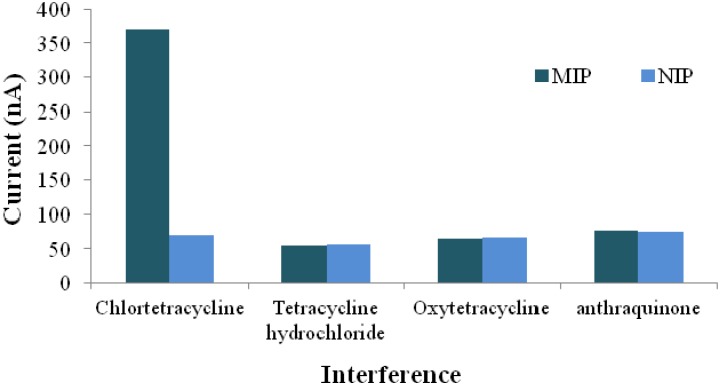 400
350
300
250
200
150
100
50
0
Current (nA)
MIP
NIP
Chlortetracycline
Tetracycline
hydrochloride
Oxytetracycline
anthraquinone
Interference